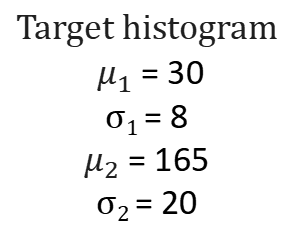 Target histogram
μ₁ = 30
σ₁ = 8
μ₂ = 165
σ₂ = 20